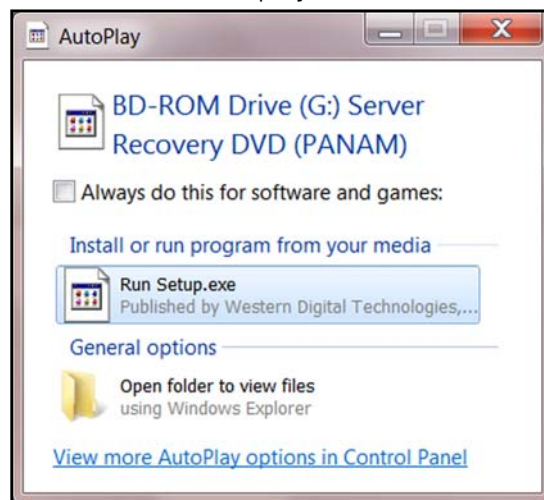 AutoPlay
BD-ROM Drive (G:) Server
Recovery DVD (PANAM)
Always do this for software and games:
Install or run program from your media
Run Setup.exe
Published by Western Digital Technologies,...
General options
Open folder to view files
using Windows Explorer
View more AutoPlay options in Control Panel